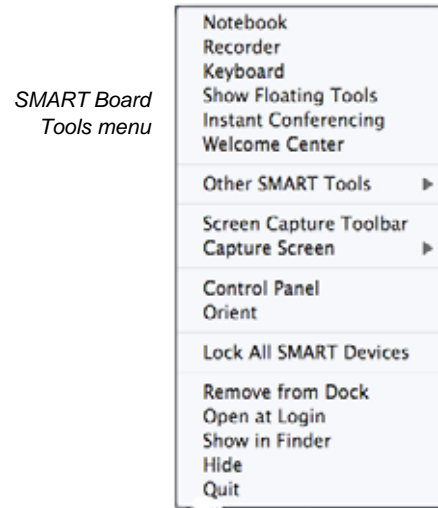 SMART Board
Tools menu
Notebook
Recorder
Keyboard
Show Floating Tools
Instant Conferencing
Welcome Center
Other SMART Tools
Screen Capture Toolbar
Capture Screen
Control Panel
Orient
Lock All SMART Devices
Remove from Dock
Open at Login
Show in Finder
Hide
Quit